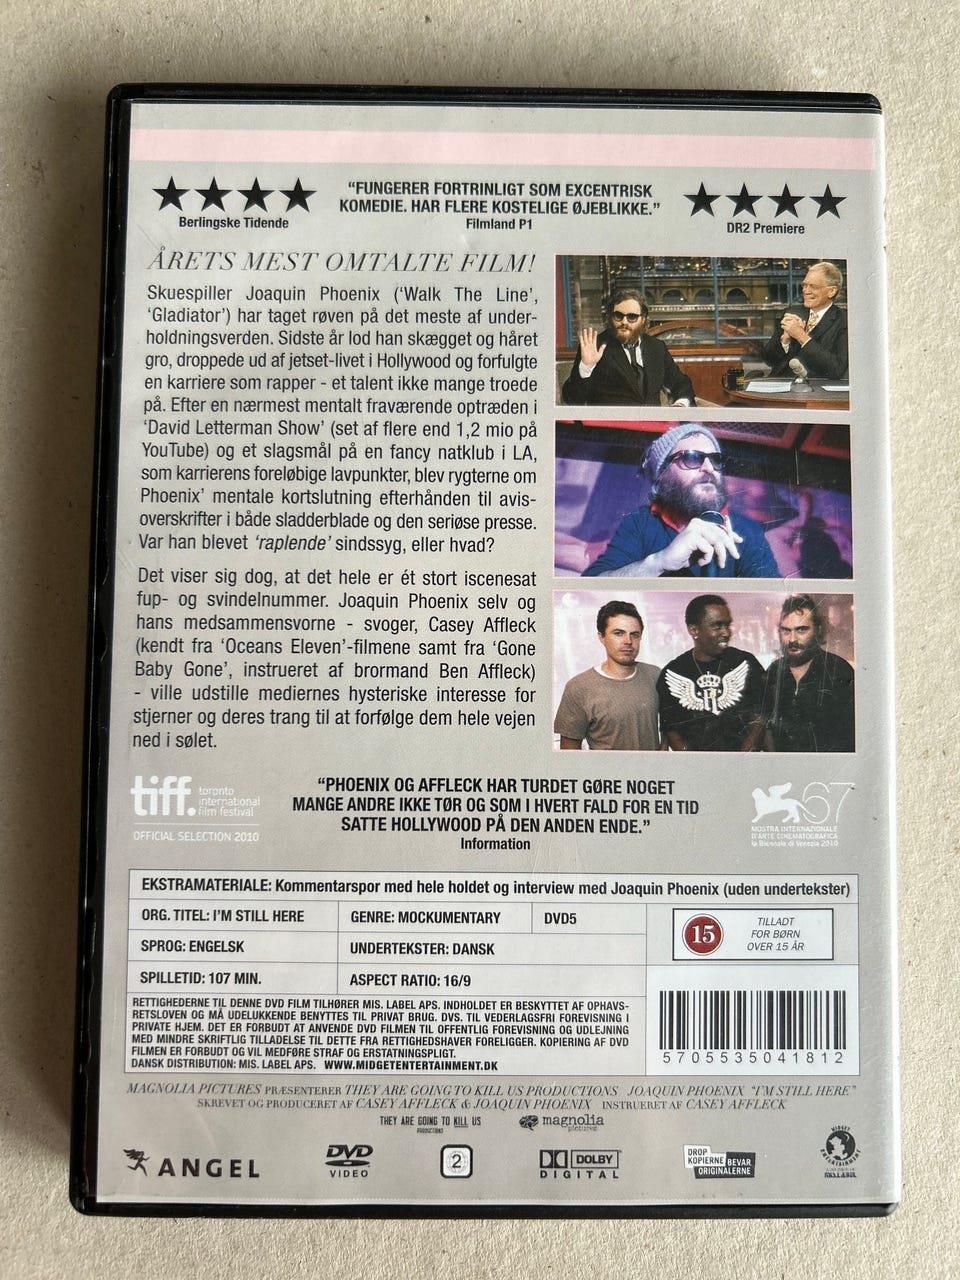 “FUNGERER FORTRINLIGT SOM EXCENTRISK
KOMEDIE. HAR FLERE KOSTELIGE ØJEBLIKKE.”
Filmland P1
Berlingske Tidende
DR2 Premiere
ÅRETS MEST OMTALTE FILM!
Skuespiller Joaquin Phoenix (‘Walk The Line’,
‘Gladiator’) har taget røven på det meste af under-
holdningsverden. Sidste år lod han skægget og håret
gro, droppede ud af jetset-livet i Hollywood og forfulgte
en karriere som rapper - et talent ikke mange troede
på. Efter en nærmest mentalt fraværende optræden i
‘David Letterman Show’ (set af flere end 1,2 mio på
YouTube) og et slagsmål på en fancy natklub i LA,
som karrierens foreløbige lavpunkter, blev rygterne om
Phoenix’ mentale kortslutning efterhånden til avis-
overskrifter i både sladderblade og den seriøse presse.
Var han blevet ‘raplende’ sindssyg, eller hvad?
Det viser sig dog, at det hele er ét stort iscenesat
fup- og svindelnummer. Joaquin Phoenix selv og
hans medsammensvorne - svoger, Casey Affleck
(kendt fra ‘Oceans Eleven’-filmene samt fra ‘Gone
Baby Gone’, instrueret af brormand Ben Affleck)
- ville udstille mediernes hysteriske interesse for
stjerner og deres trang til at forfølge dem hele vejen
ned i sølet.
tiff. toronto
international
film festival
OFFICIAL SELECTION 2010
“PHOENIX OG AFFLECK HAR TURDET GØRE NOGET
MANGE ANDRE IKKE TØR OG SOM I HVERT FALD FOR EN TID
SATTE HOLLYWOOD PÅ DEN ANDEN ENDE.”
Information
67
MOSTRA INTERNAZIONALE
D'ARTE CINEMATOGRAFICA
la Biennale di Venezia 2010
EKSTRAMATERIALE: Kommentarspor med hele holdet og interview med Joaquin Phoenix (uden undertekster)
ORG. TITEL: I’M STILL HERE
GENRE: MOCKUMENTARY
DVD5
SPROG: ENGELSK
UNDERTEKSTER: DANSK
SPILLETID: 107 MIN.
ASPECT RATIO: 16/9
15
TILLADT
FOR BØRN
OVER 15 ÅR
RETTIGHEDERNE TIL DENNE DVD FILM TILHØRER MIS. LABEL APS. INDHOLDET ER BESKYTTET AF OPHAVS-
RETSLOVEN OG MÅ UDELUKKENDE BENYTTES TIL PRIVAT BRUG. DVS. TIL VEDERLAGSFRI FOREVISNING I
PRIVATE HJEM. DET ER FORBUDT AT ANVENDE DVD FILMEN TIL OFFENTLIG FOREVISNING OG UDLEJNING
MED MINDRE SKRIFTLIG TILLADELSE TIL DETTE FRA RETTIGHEDSHAVER FORELIGGER. KOPIERING AF DVD
FILMEN ER FORBUDT OG VIL MEDFØRE STRAF OG ERSTATNINGSPLIGT.
DANSK DISTRIBUTION: MIS. LABEL APS. WWW.MIDGETENTERTAINMENT.DK
5705535041812
MAGNOLIA PICTURES PRÆSENTERER THEY ARE GOING TO KILL US PRODUCTIONS JOAQUIN PHOENIX “I’M STILL HERE”
SKREVET OG PRODUCERET AF CASEY AFFLECK & JOAQUIN PHOENIX INSTRUERET AF CASEY AFFLECK
THEY ARE GOING TO KILL US
PRODUCTIONS
magnolia
pictures
ANGEL
DVD
VIDEO
2
DOLBY
DIGITAL
DROP
KOPIERNE BEVAR
ORIGINALERNE
MIDGET
ENTERTAINMENT
MIS.LABEL